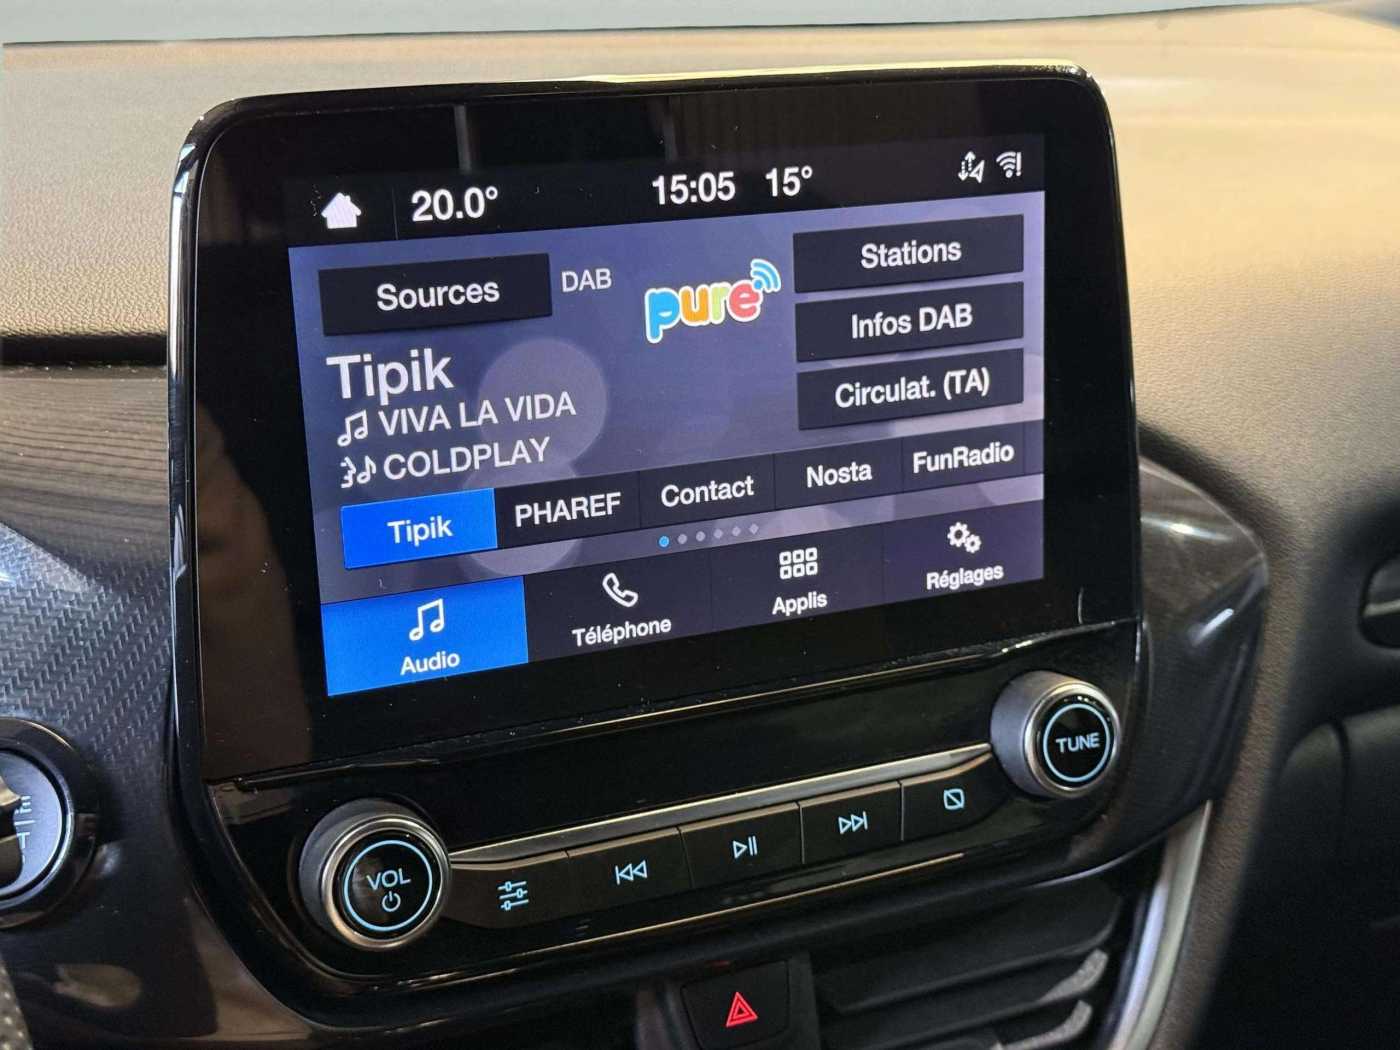 20.0° 15:05 15°
Sources DAB pure Stations
Infos DAB
Tipik
VIVA LA VIDA Circulat. (TA)
COLDPLAY
Tipik PHAREF Contact Nosta FunRadio
Audio Téléphone Applis Réglages
TUNE
VOL